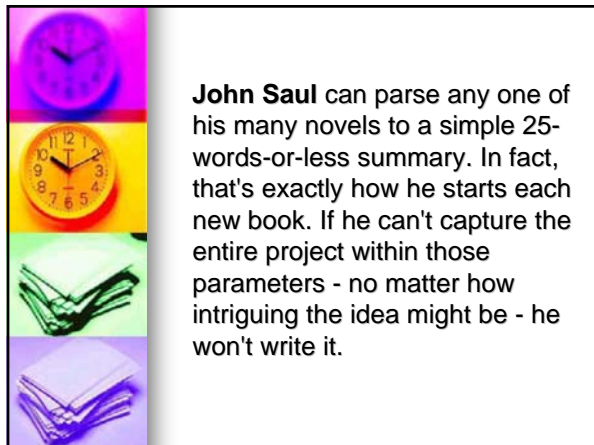 John Saul can parse any one of
his many novels to a simple 25-
words-or-less summary. In fact,
that's exactly how he starts each
new book. If he can't capture the
entire project within those
parameters - no matter how
intriguing the idea might be - he
won't write it.